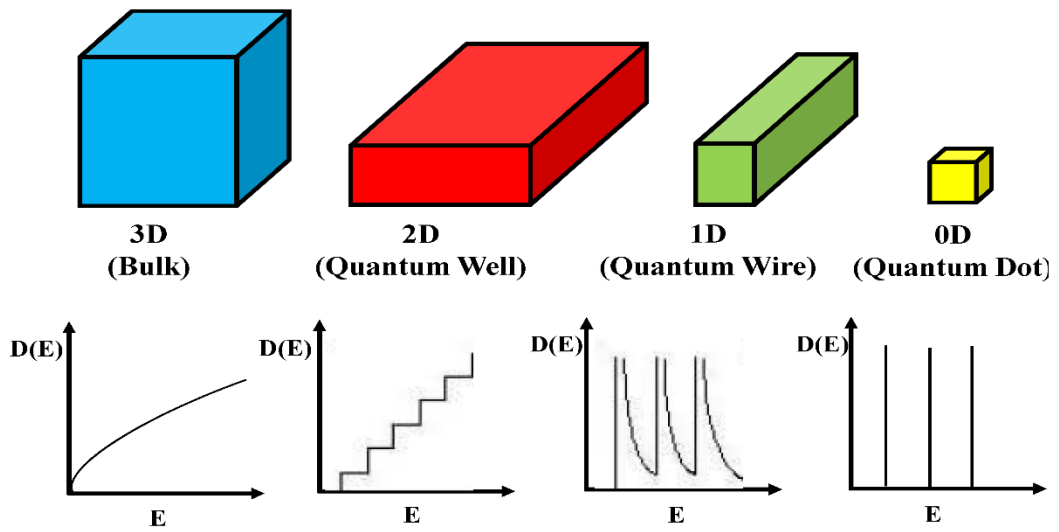 3D
(Bulk)
2D
(Quantum Well)
1D
(Quantum Wire)
0D
(Quantum Dot)
D(E)
E
D(E)
E
D(E)
E
D(E)
E